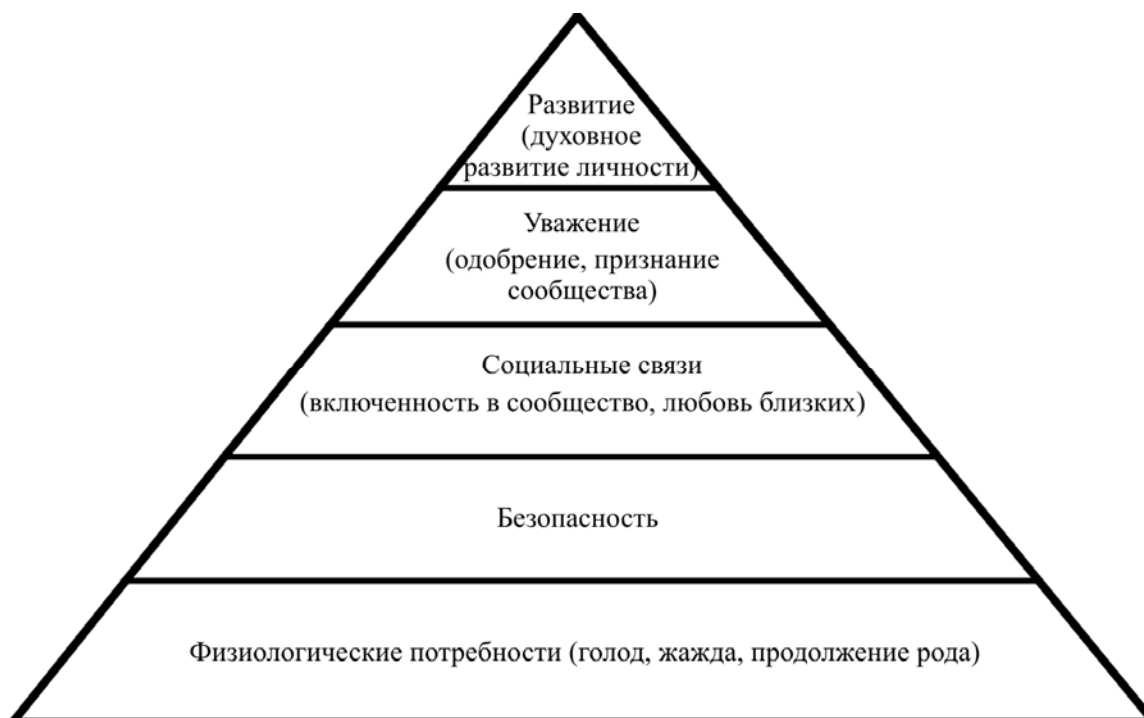 Развитие
(духовное
развитие личности)
Уважение
(одобрение, признание
сообщества)
Социальные связи
(включенность в сообщество, любовь близких)
Безопасность
Физиологические потребности (голод, жажда, продолжение рода)